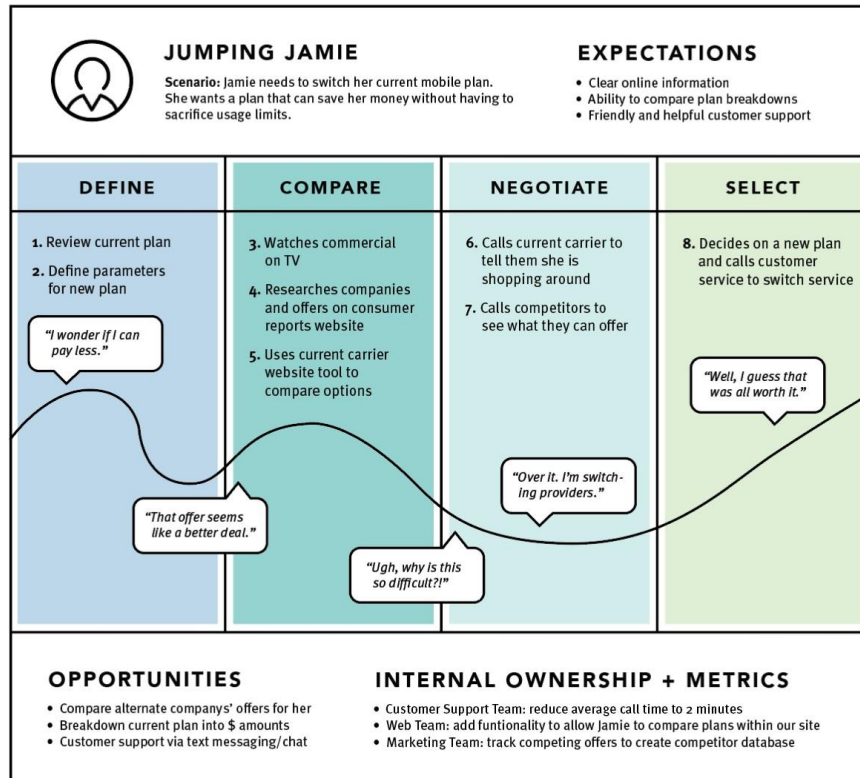 JUMPING JAMIE
Scenario: Jamie needs to switch her current mobile plan.
She wants a plan that can save her money without having to
sacrifice usage limits.
EXPECTATIONS
• Clear online information
• Ability to compare plan breakdowns
• Friendly and helpful customer support
DEFINE
1. Review current plan
2. Define parameters
for new plan
“I wonder if I can
pay less.”
“That offer seems
like a better deal.”
COMPARE
3. Watches commercial
on TV
4. Researches companies
and offers on consumer
reports website
5. Uses current carrier
website tool to
compare options
“Ugh, why is this
so difficult?!”
NEGOTIATE
6. Calls current carrier to
tell them she is
shopping around
7. Calls competitors to
see what they can offer
“Over it. I’m switch-
ing providers.”
SELECT
8. Decides on a new plan
and calls customer
service to switch service
“Well, I guess that
was all worth it.”
OPPORTUNITIES
• Compare alternate companys’ offers for her
• Breakdown current plan into $ amounts
• Customer support via text messaging/chat
INTERNAL OWNERSHIP + METRICS
• Customer Support Team: reduce average call time to 2 minutes
• Web Team: add funtionality to allow Jamie to compare plans within our site
• Marketing Team: track competing offers to create competitor database